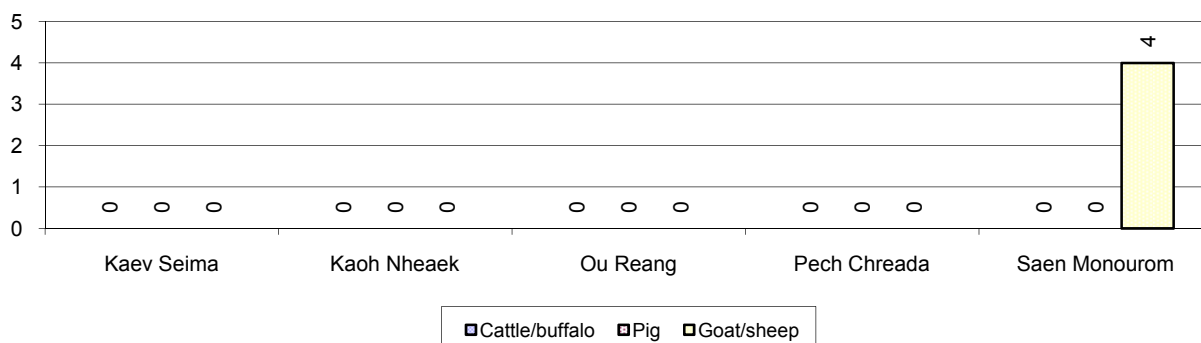 5
4
3
2
1
0
4
0 0 0 0 0 0 0 0 0 0 0 0 0 0
Kaev Seima Kaoh Nheaek Ou Reang Pech Chreada Saen Monourom
Cattle/buffalo Pig Goat/sheep